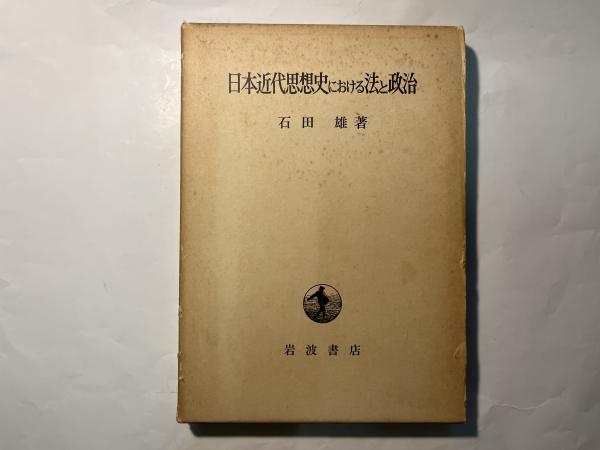 日本近代思想史における法と政治
石田 雄著
岩波書店